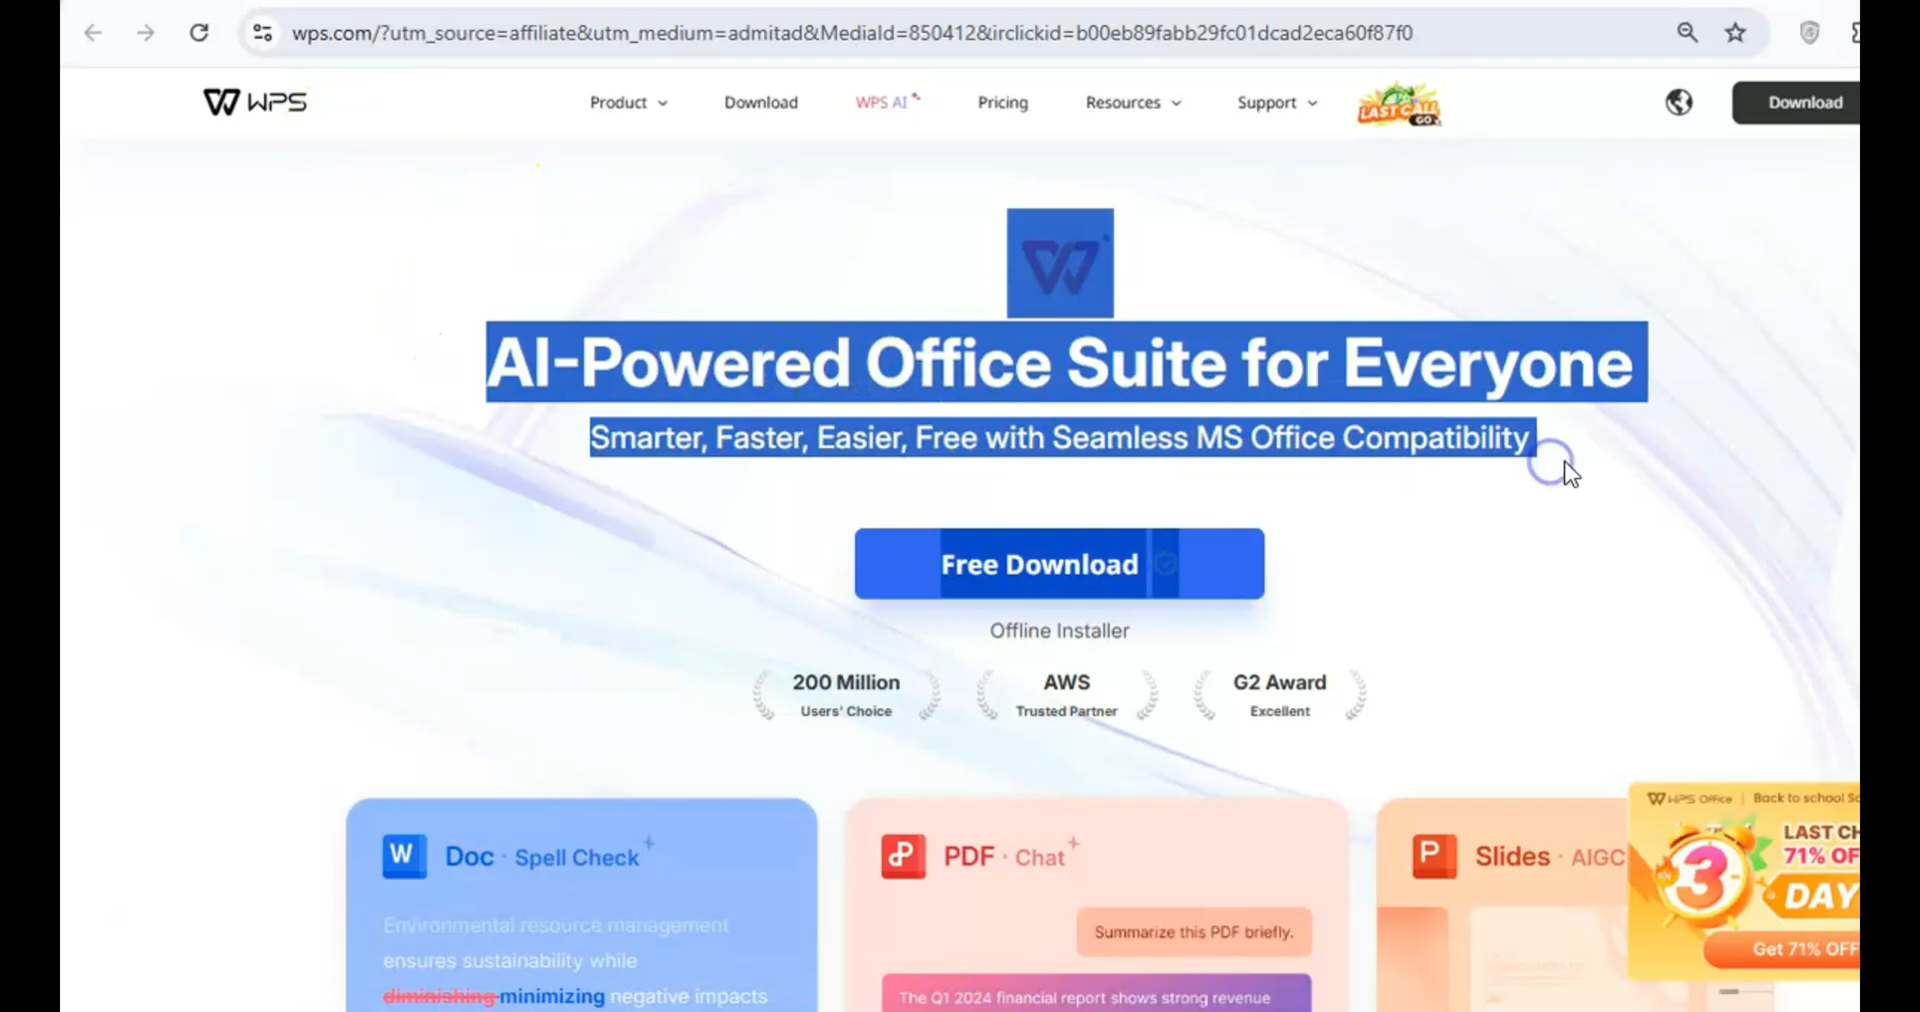 wps.com/?utm_source=affiliate&utm_medium=admitad&MediaId=850412&irclickid=b00eb89fabb29fc01dcad2eca60f87f0
WPS
Product
Download
WPS AI
Pricing
Resources
Support
LAST CALL
GO
Download
AI-Powered Office Suite for Everyone
Smarter, Faster, Easier, Free with Seamless MS Office Compatibility
Free Download
Offline Installer
200 Million
Users' Choice
AWS
Trusted Partner
G2 Award
Excellent
W
Doc · Spell Check
Environmental resource management
ensures sustainability while
diminishing minimizing negative impacts
PDF · Chat
Summarize this PDF briefly.
The Q1 2024 financial report shows strong revenue
P
Slides · AIGC
WPS Office | Back to school
LAST CH
71% OF
3
DAY
Get 71% OFF